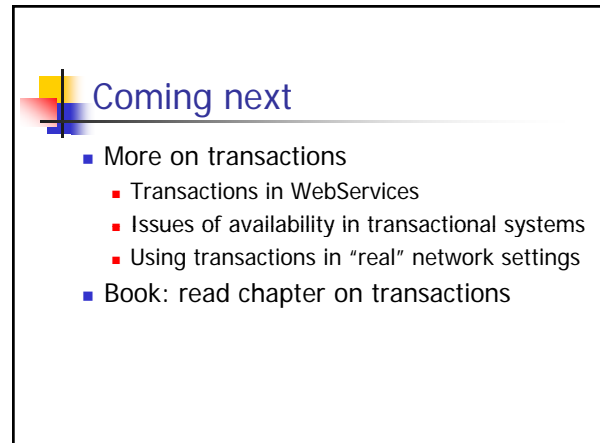 Coming next
More on transactions
Transactions in WebServices
Issues of availability in transactional systems
Using transactions in “real” network settings
Book: read chapter on transactions